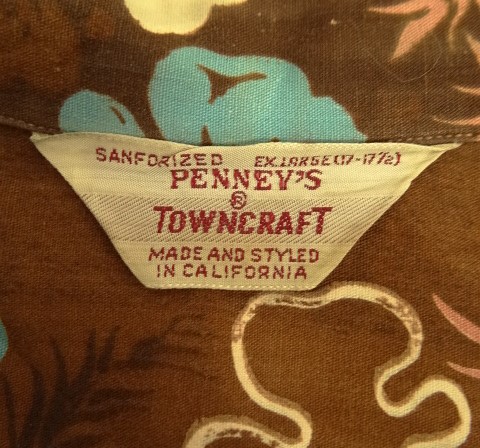 SANFORIZED EX. LARGE (17-17½)
PENNEY'S
®
TOWNCRAFT
MADE AND STYLED
IN CALIFORNIA